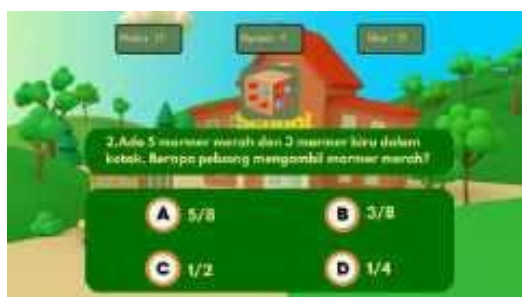 School
2.Ada 5 marmer merah dan 3 marmer biru dalam
kotak. Berapa peluang mengambil marmer merah?
A 5/8
B 3/8
C 1/2
D 1/4